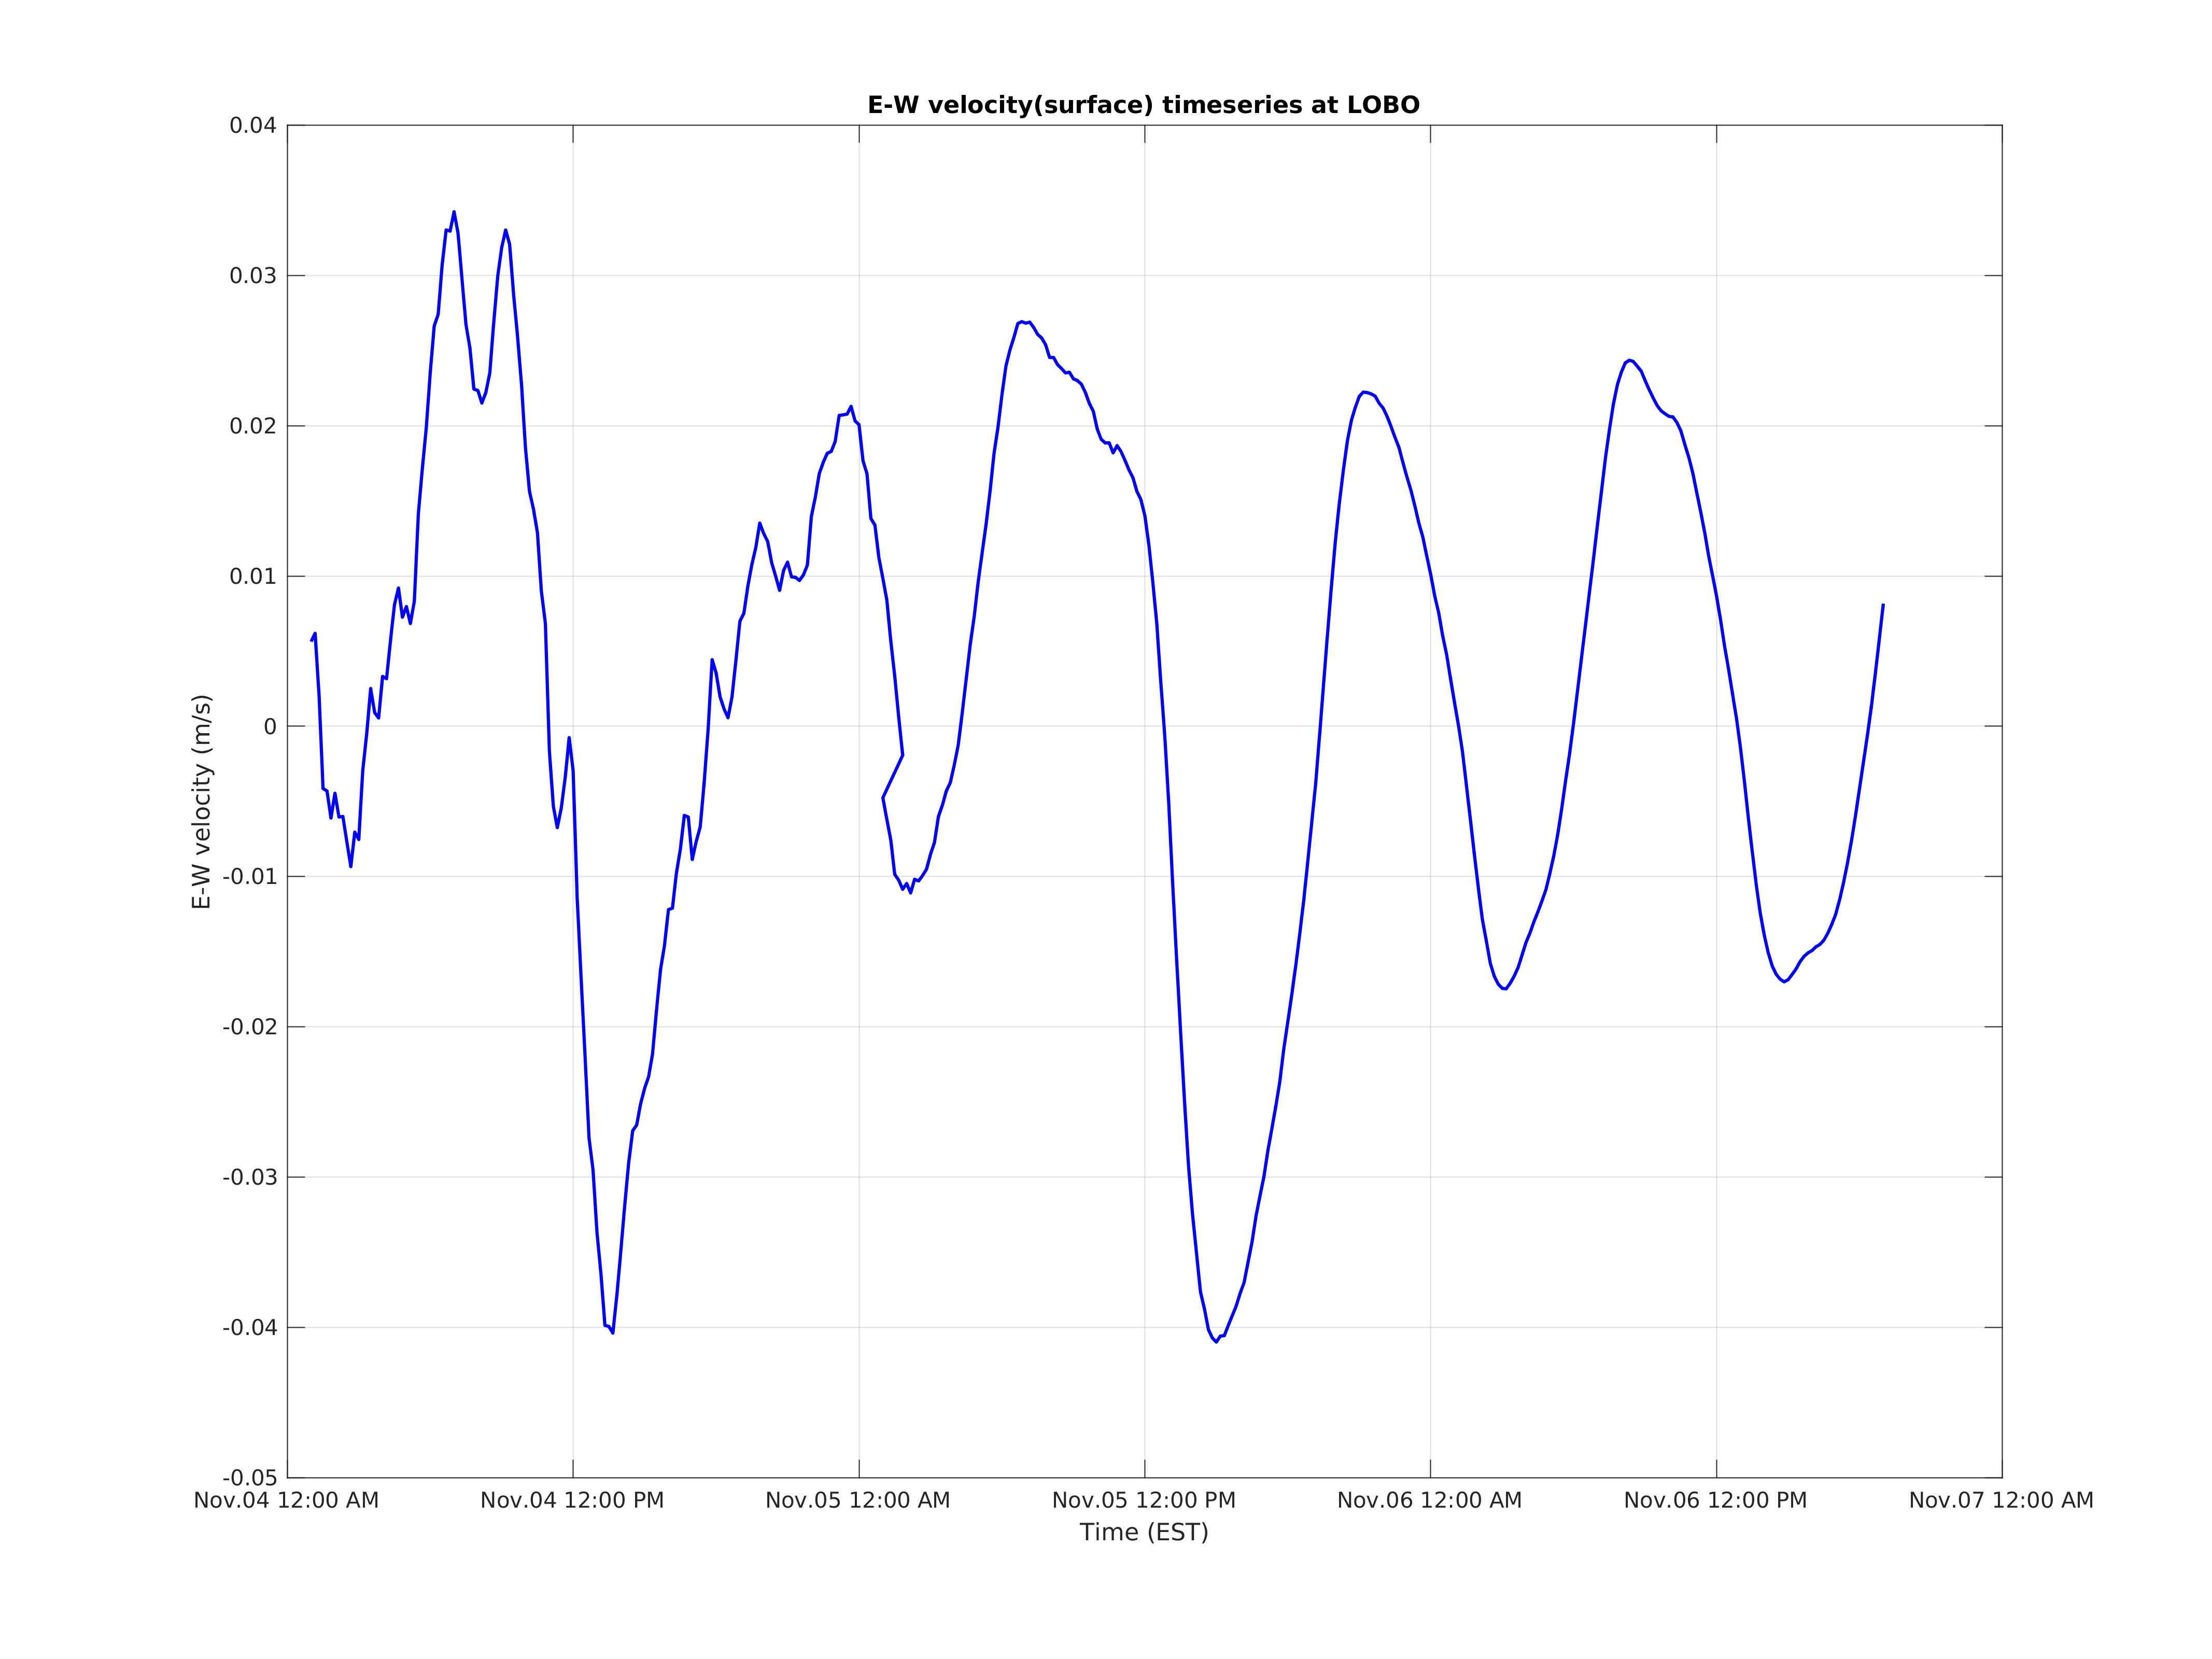 E-W velocity(surface) timeseries at LOBO
0.04
0.03
0.02
0.01
0
-0.01
-0.02
-0.03
-0.04
-0.05
E-W velocity (m/s)
Nov.04 12:00 AM Nov.04 12:00 PM Nov.05 12:00 AM Nov.05 12:00 PM Nov.06 12:00 AM Nov.06 12:00 PM Nov.07 12:00 AM
Time (EST)